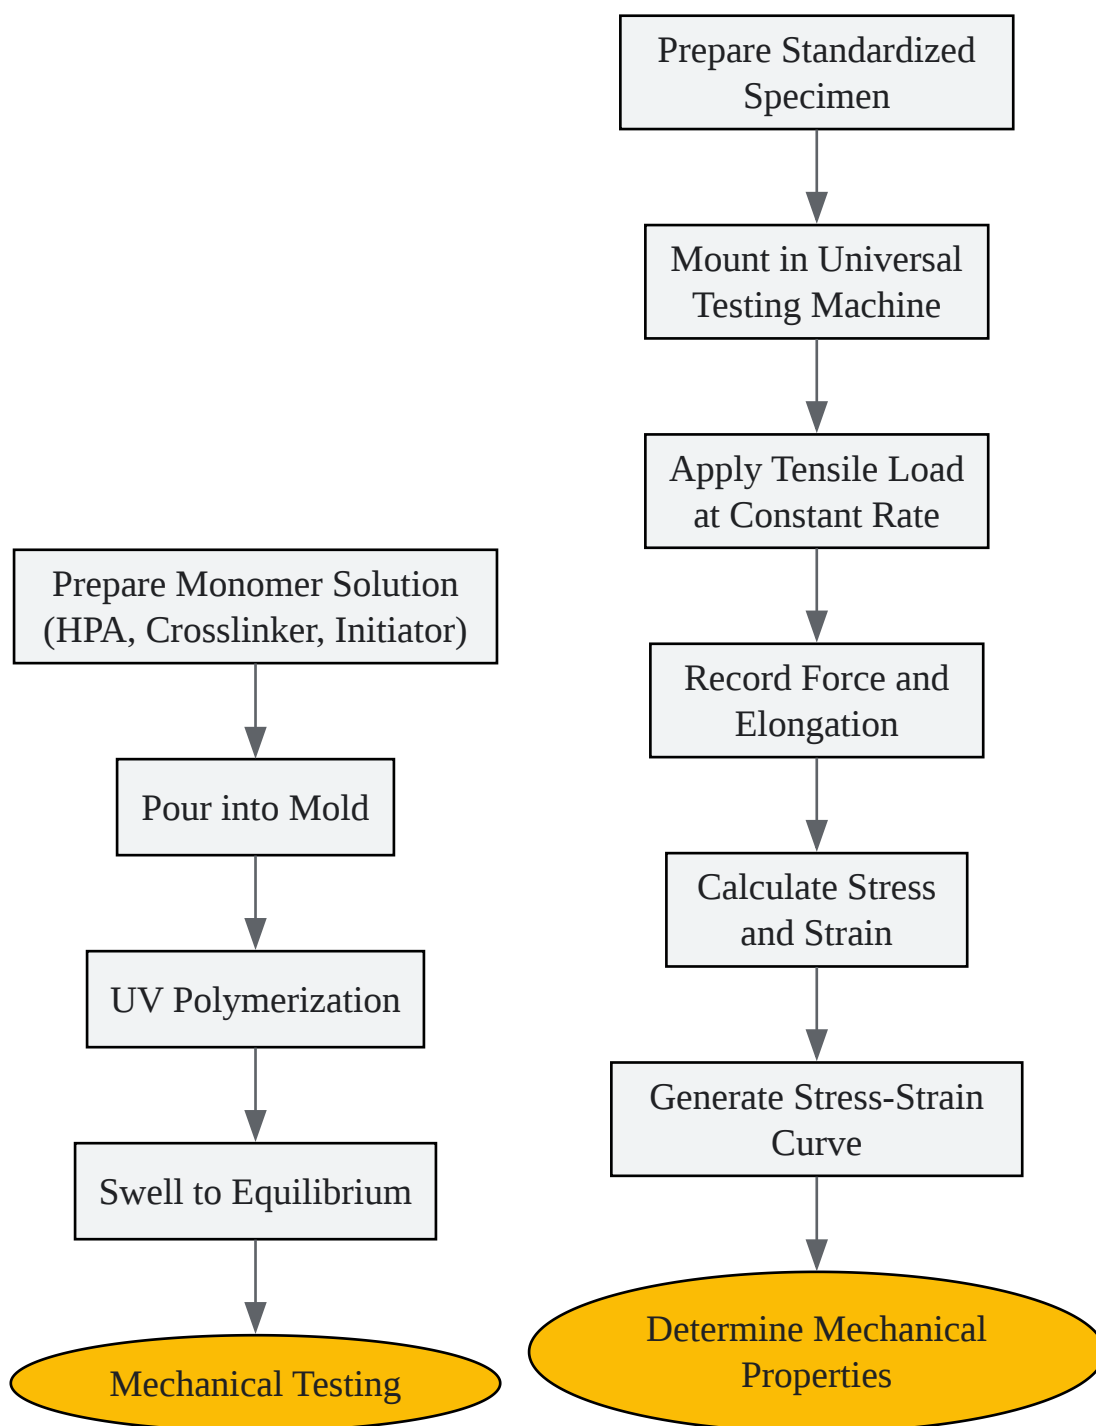 Prepare Monomer Solution
(HPA, Crosslinker, Initiator)
Pour into Mold
UV Polymerization
Swell to Equilibrium
Mechanical Testing
Prepare Standardized
Specimen
Mount in Universal
Testing Machine
Apply Tensile Load
at Constant Rate
Record Force and
Elongation
Calculate Stress
and Strain
Generate Stress-Strain
Curve
Determine Mechanical
Properties